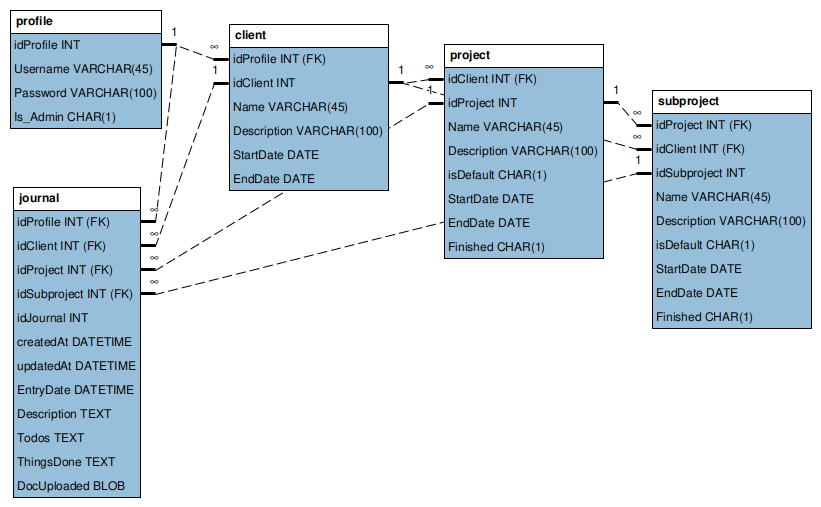 profile
idProfile INT
Username VARCHAR(45)
Password VARCHAR(100)
Is_Admin CHAR(1)
1
∞
client
idProfile INT (FK)
idClient INT
Name VARCHAR(45)
Description VARCHAR(100)
StartDate DATE
EndDate DATE
1
1
∞
1
project
idClient INT (FK)
idProject INT
Name VARCHAR(45)
Description VARCHAR(100)
isDefault CHAR(1)
StartDate DATE
EndDate DATE
Finished CHAR(1)
1
∞
∞
1
subproject
idProject INT (FK)
idClient INT (FK)
idSubproject INT
Name VARCHAR(45)
Description VARCHAR(100)
isDefault CHAR(1)
StartDate DATE
EndDate DATE
Finished CHAR(1)
journal
idProfile INT (FK)
idClient INT (FK)
idProject INT (FK)
idSubproject INT (FK)
idJournal INT
createdAt DATETIME
updatedAt DATETIME
EntryDate DATETIME
Description TEXT
Todos TEXT
ThingsDone TEXT
DocUploaded BLOB
∞
∞
∞
∞